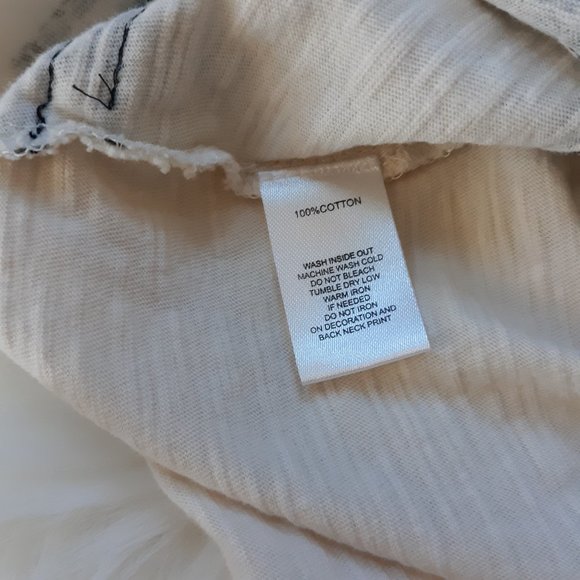 100%COTTON
WASH INSIDE OUT
MACHINE WASH COLD
DO NOT BLEACH
TUMBLE DRY LOW
WARM IRON
IF NEEDED
DO NOT IRON
ON DECORATION AND
BACK NECK PRINT